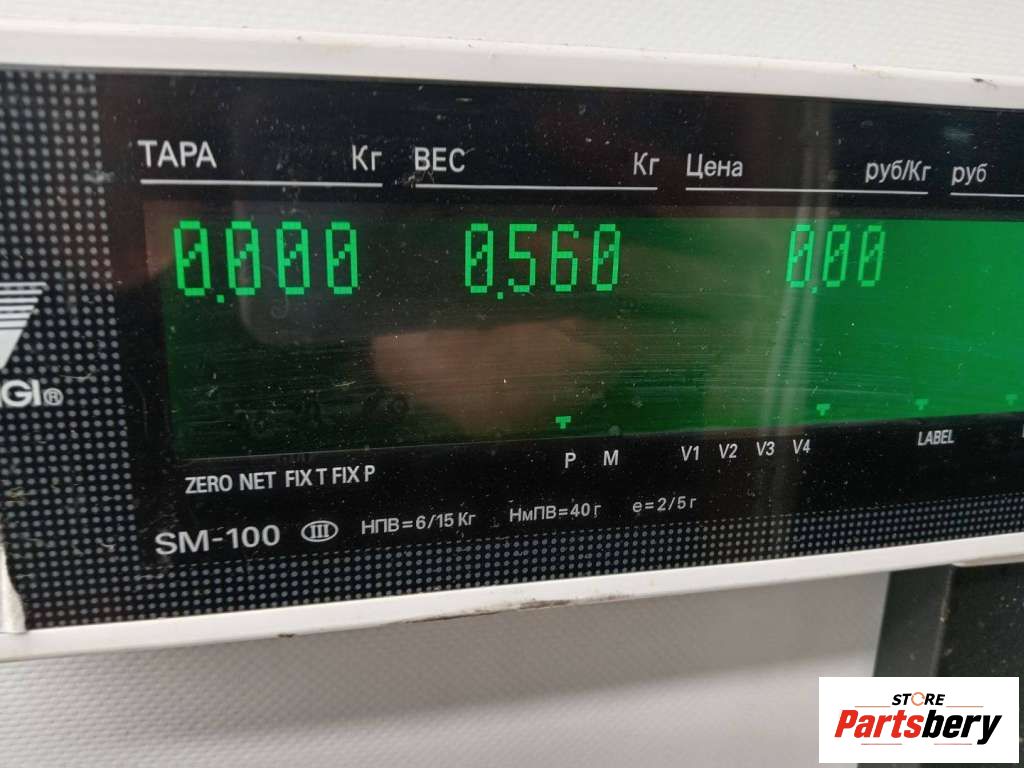 ТАРА Кг ВЕС Кг Цена руб/Кг руб
0.000 0.560 0.00
GI®
P M V1 V2 V3 V4 LABEL
ZERO NET FIX T FIX P
SM-100 III НПВ=6/15 Кг НмПВ=40 г e=2/5 г
STORE
Partsbery